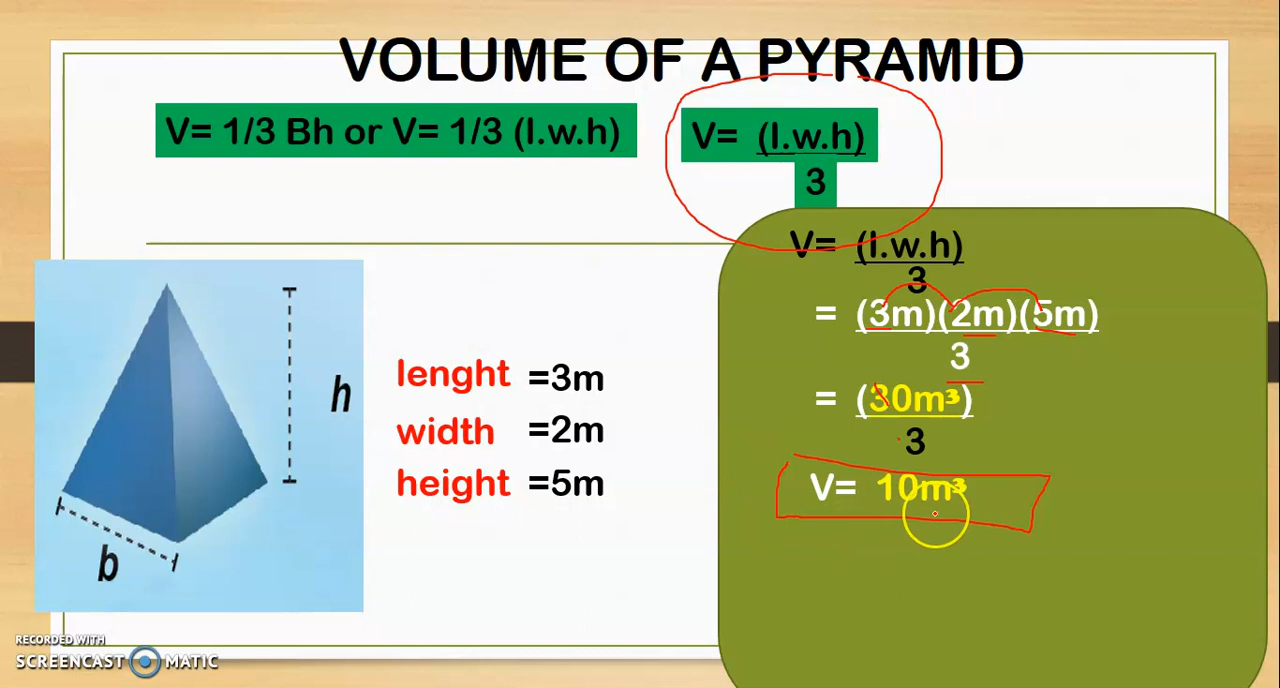 VOLUME OF A PYRAMID
V= 1/3 Bh or V= 1/3 (l.w.h)
V= (l.w.h)
3
V= (l.w.h)
3
= (3m)(2m)(5m)
3
= (30m³)
3
V= 10m³
h
b
lenght =3m
width =2m
height =5m
RECORDED WITH
SCREENCAST MATIC